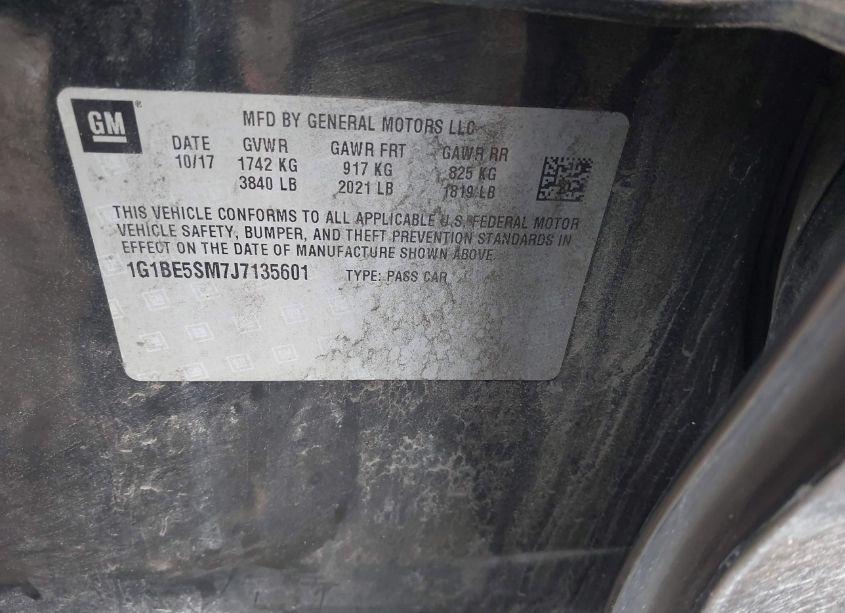 GM
MFD BY GENERAL MOTORS LLC
DATE GVWR GAWR FRT GAWR RR
10/17 1742 KG 917 KG 825 KG
3840 LB 2021 LB 1819 LB
THIS VEHICLE CONFORMS TO ALL APPLICABLE U.S. FEDERAL MOTOR
VEHICLE SAFETY, BUMPER, AND THEFT PREVENTION STANDARDS IN
EFFECT ON THE DATE OF MANUFACTURE SHOWN ABOVE.
1G1BE5SM7J7135601 TYPE: PASS CAR